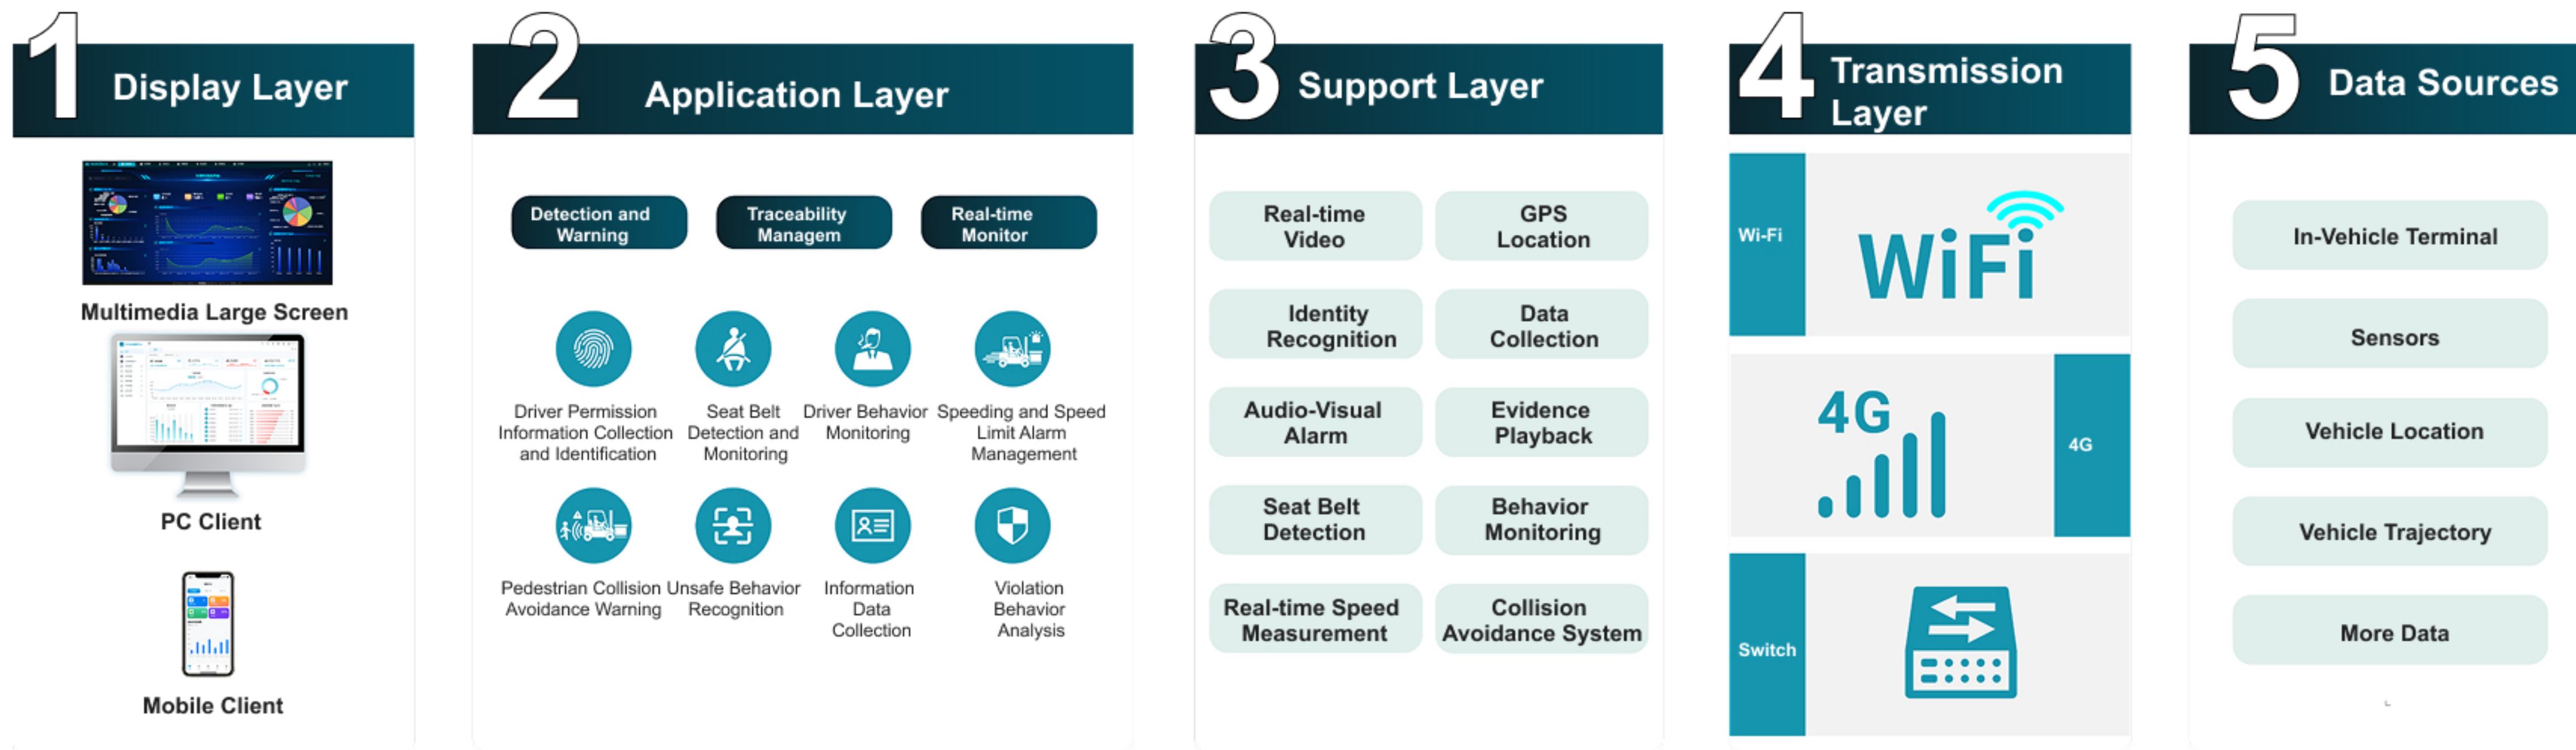 1
Display Layer
Multimedia Large Screen
PC Client
Mobile Client
2
Application Layer
Detection and
Warning
Traceability
Managem
Real-time
Monitor
Driver Permission
Information Collection
and Identification
Seat Belt
Detection and
Monitoring
Driver Behavior
Monitoring
Speeding and Speed
Limit Alarm
Management
Pedestrian Collision
Avoidance Warning
Unsafe Behavior
Recognition
Information
Data
Collection
Violation
Behavior
Analysis
3
Support Layer
Real-time
Video
GPS
Location
Identity
Recognition
Data
Collection
Audio-Visual
Alarm
Evidence
Playback
Seat Belt
Detection
Behavior
Monitoring
Real-time Speed
Measurement
Collision
Avoidance System
4
Transmission
Layer
Wi-Fi
WiFi
4G
4G
Switch
5
Data Sources
In-Vehicle Terminal
Sensors
Vehicle Location
Vehicle Trajectory
More Data